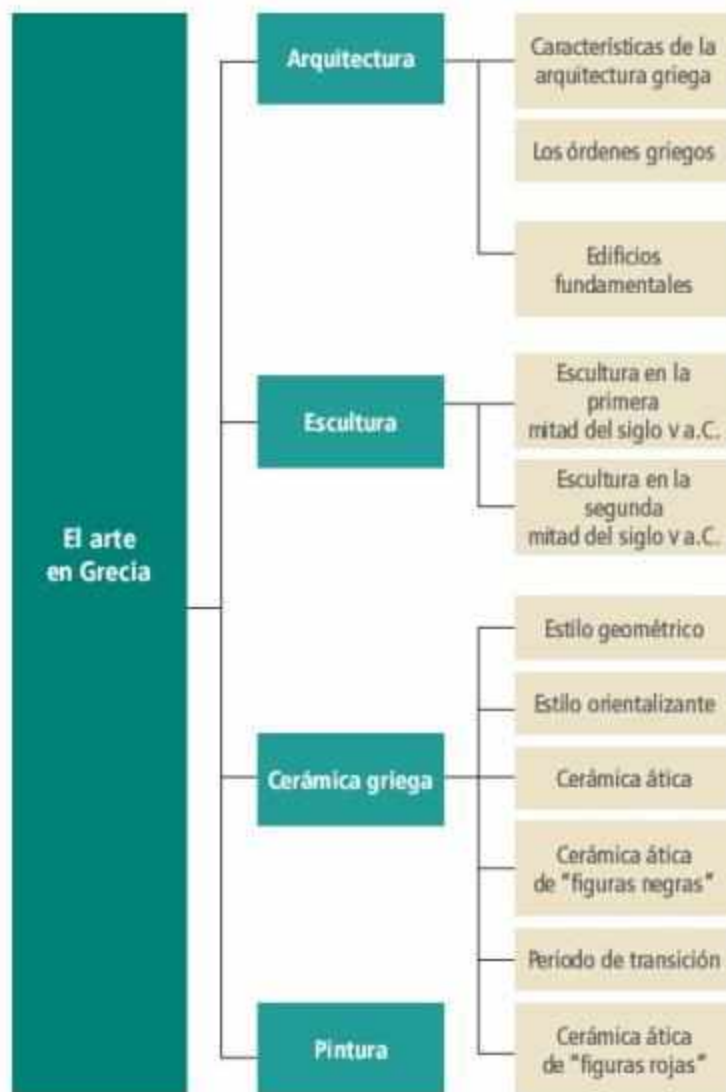 El arte
en Grecia
Arquitectura
Características de la
arquitectura griega
Los órdenes griegos
Edificios
fundamentales
Escultura
Escultura en la
primera
mitad del siglo V a.C.
Escultura en la
segunda
mitad del siglo V a.C.
Cerámica griega
Estilo geométrico
Estilo orientalizante
Cerámica ática
Cerámica ática
de "figuras negras"
Periodo de transición
Cerámica ática
de "figuras rojas"
Pintura